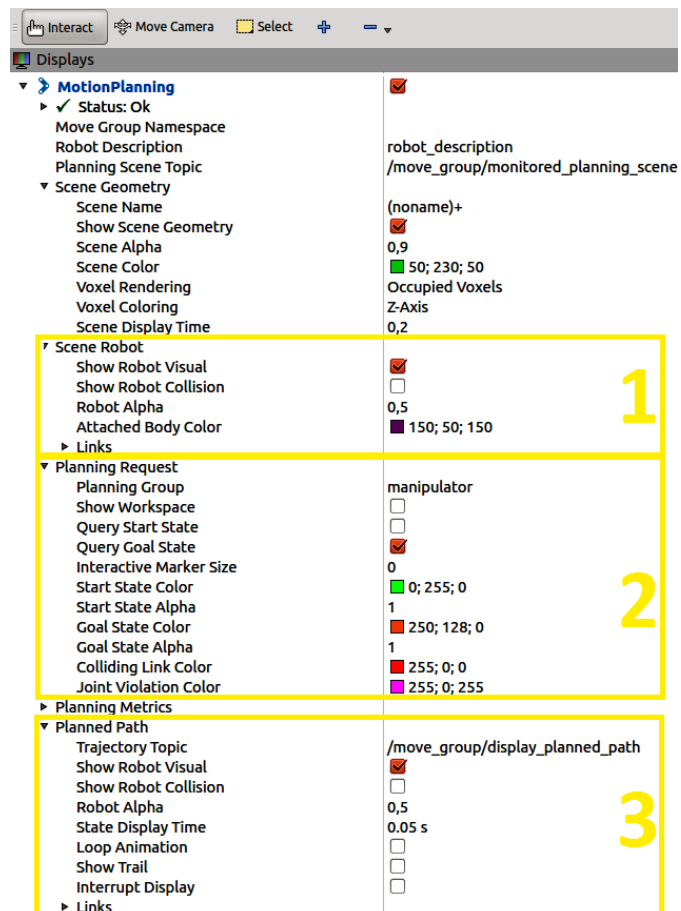 Interact Move Camera Select
Displays
MotionPlanning
Status: Ok
Move Group Namespace
Robot Description robot_description
Planning Scene Topic /move_group/monitored_planning_scene
Scene Geometry
Scene Name (noname)+
Show Scene Geometry
Scene Alpha 0,9
Scene Color 50; 230; 50
Voxel Rendering Occupied Voxels
Voxel Coloring Z-Axis
Scene Display Time 0,2
Scene Robot
Show Robot Visual
Show Robot Collision
Robot Alpha 0,5
Attached Body Color 150; 50; 150
Links
1
Planning Request
Planning Group manipulator
Show Workspace
Query Start State
Query Goal State
Interactive Marker Size 0
Start State Color 0; 255; 0
Start State Alpha 1
Goal State Color 250; 128; 0
Goal State Alpha 1
Colliding Link Color 255; 0; 0
Joint Violation Color 255; 0; 255
2
Planning Metrics
Planned Path
Trajectory Topic /move_group/display_planned_path
Show Robot Visual
Show Robot Collision
Robot Alpha 0,5
State Display Time 0.05 s
Loop Animation
Show Trail
Interrupt Display
Links
3